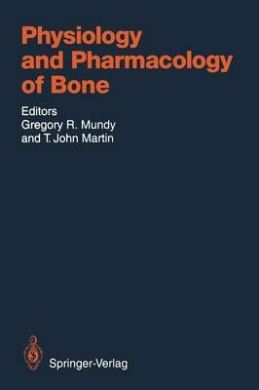 Physiology
and Pharmacology
of Bone
Editors
Gregory R. Mundy
and T. John Martin
Springer-Verlag